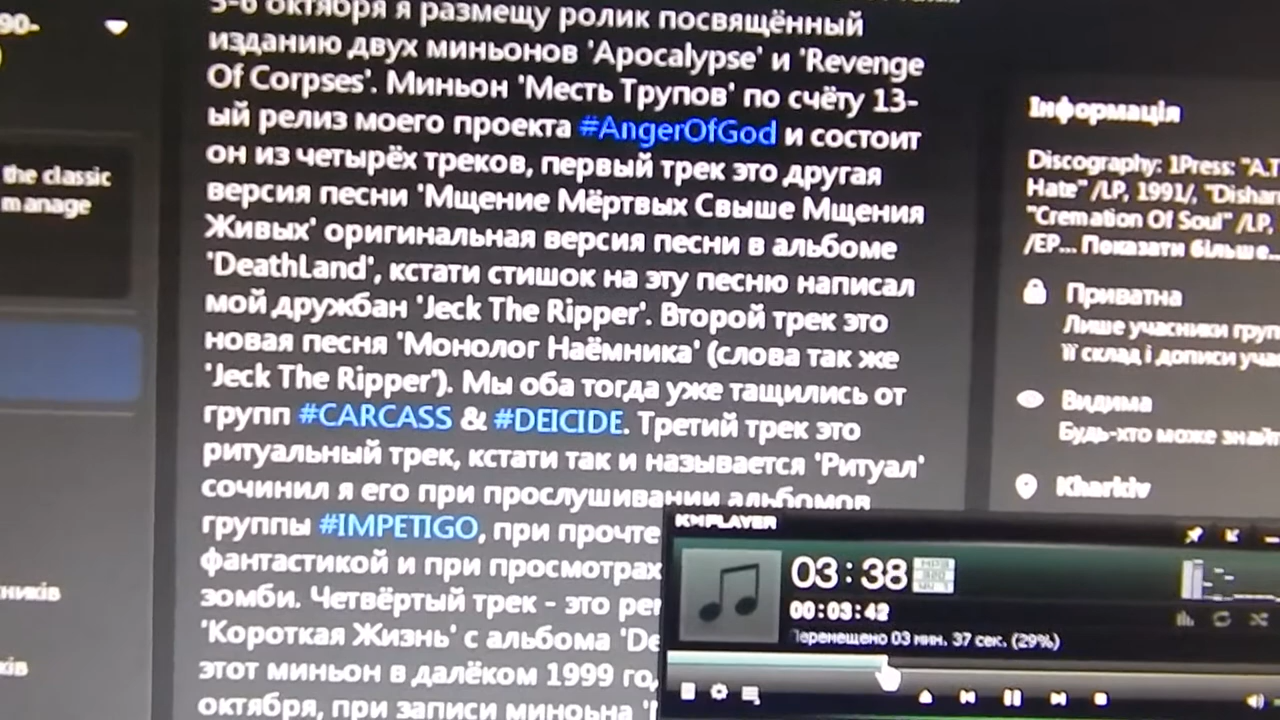 90-
the classic
manage
5-6 октября я размещу ролик посвящённый
изданию двух миньонов 'Apocalypse' и 'Revenge
Of Corpses'. Миньон 'Месть Трупов' по счёту 13-
ый релиз моего проекта #AngerOfGod и состоит
он из четырёх треков, первый трек это другая
версия песни 'Мщение Мёртвых Свыше Мщения
Живых' оригинальная версия песни в альбоме
'DeathLand', кстати стишок на эту песню написал
мой дружбан 'Jeck The Ripper'. Второй трек это
новая песня 'Монолог Наёмника' (слова так же
'Jeck The Ripper'). Мы оба тогда уже тащились от
групп #CARCASS & #DEICIDE. Третий трек это
ритуальный трек, кстати так и называется 'Ритуал'
сочинил я его при прослушивании альбомов
группы #IMPETIGO, при прочте
фантастикой и при просмотрах
зомби. Четвёртый трек - это
'Короткая Жизнь' с альбома 'De
этот миньон в далёком 1999
октября, при записи
Інформація
Discography: 1Press: "A.T
Hate" /LP, 1991/, "Dishar
"Cremation Of Soul" /LP,
/EP... Показати більше...
Приватна
Лише учасники груп
її склад і дописи уча
Видима
Будь-хто може знай
Kharkiv
KMPLAYER
03:38
00:03:42
Перемещено 03 мин. 37 сек. (29%)